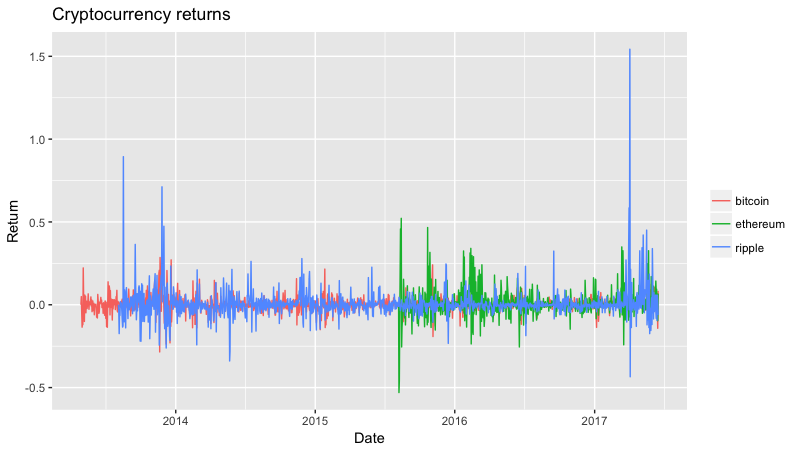 Cryptocurrency returns
1.5
1.0
0.5
0.0
-0.5
Return
2014 2015 2016 2017
Date
bitcoin
ethereum
ripple